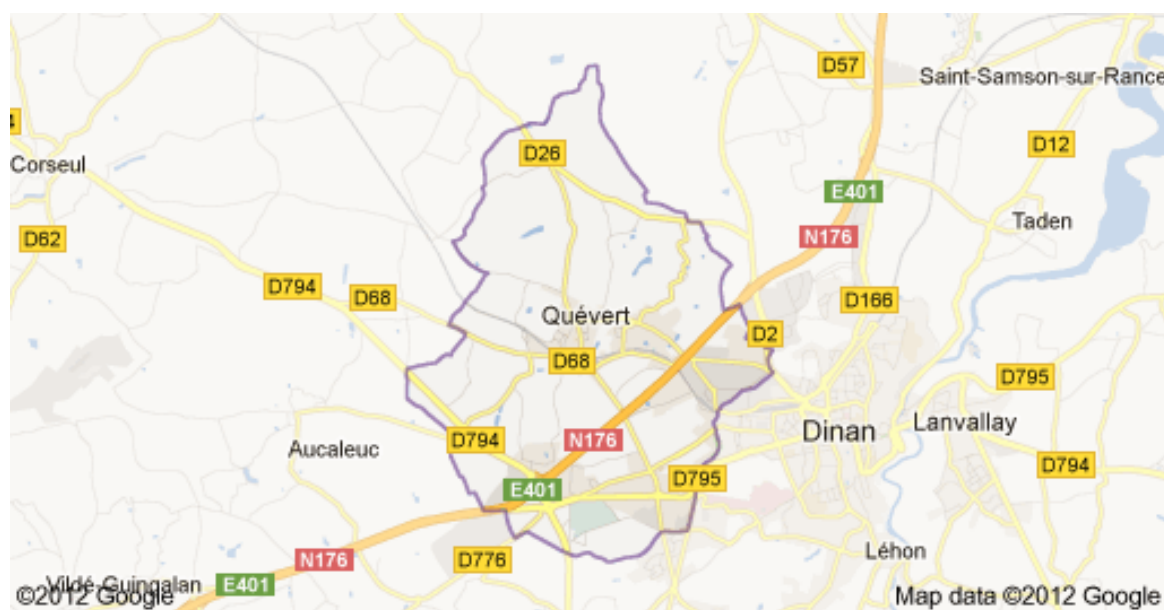 D57
Saint-Samson-sur-Rance
4
Corseul
D26
D12
E401
D62
N176
Taden
D794
D68
D166
Quévert
D2
D68
D795
Dinan
Lanvallay
N176
D794
Aucaleuc
D795
D794
E401
Léhon
N176
D776
Vildé-Guingalan
E401
©2012 Google
Map data ©2012 Google